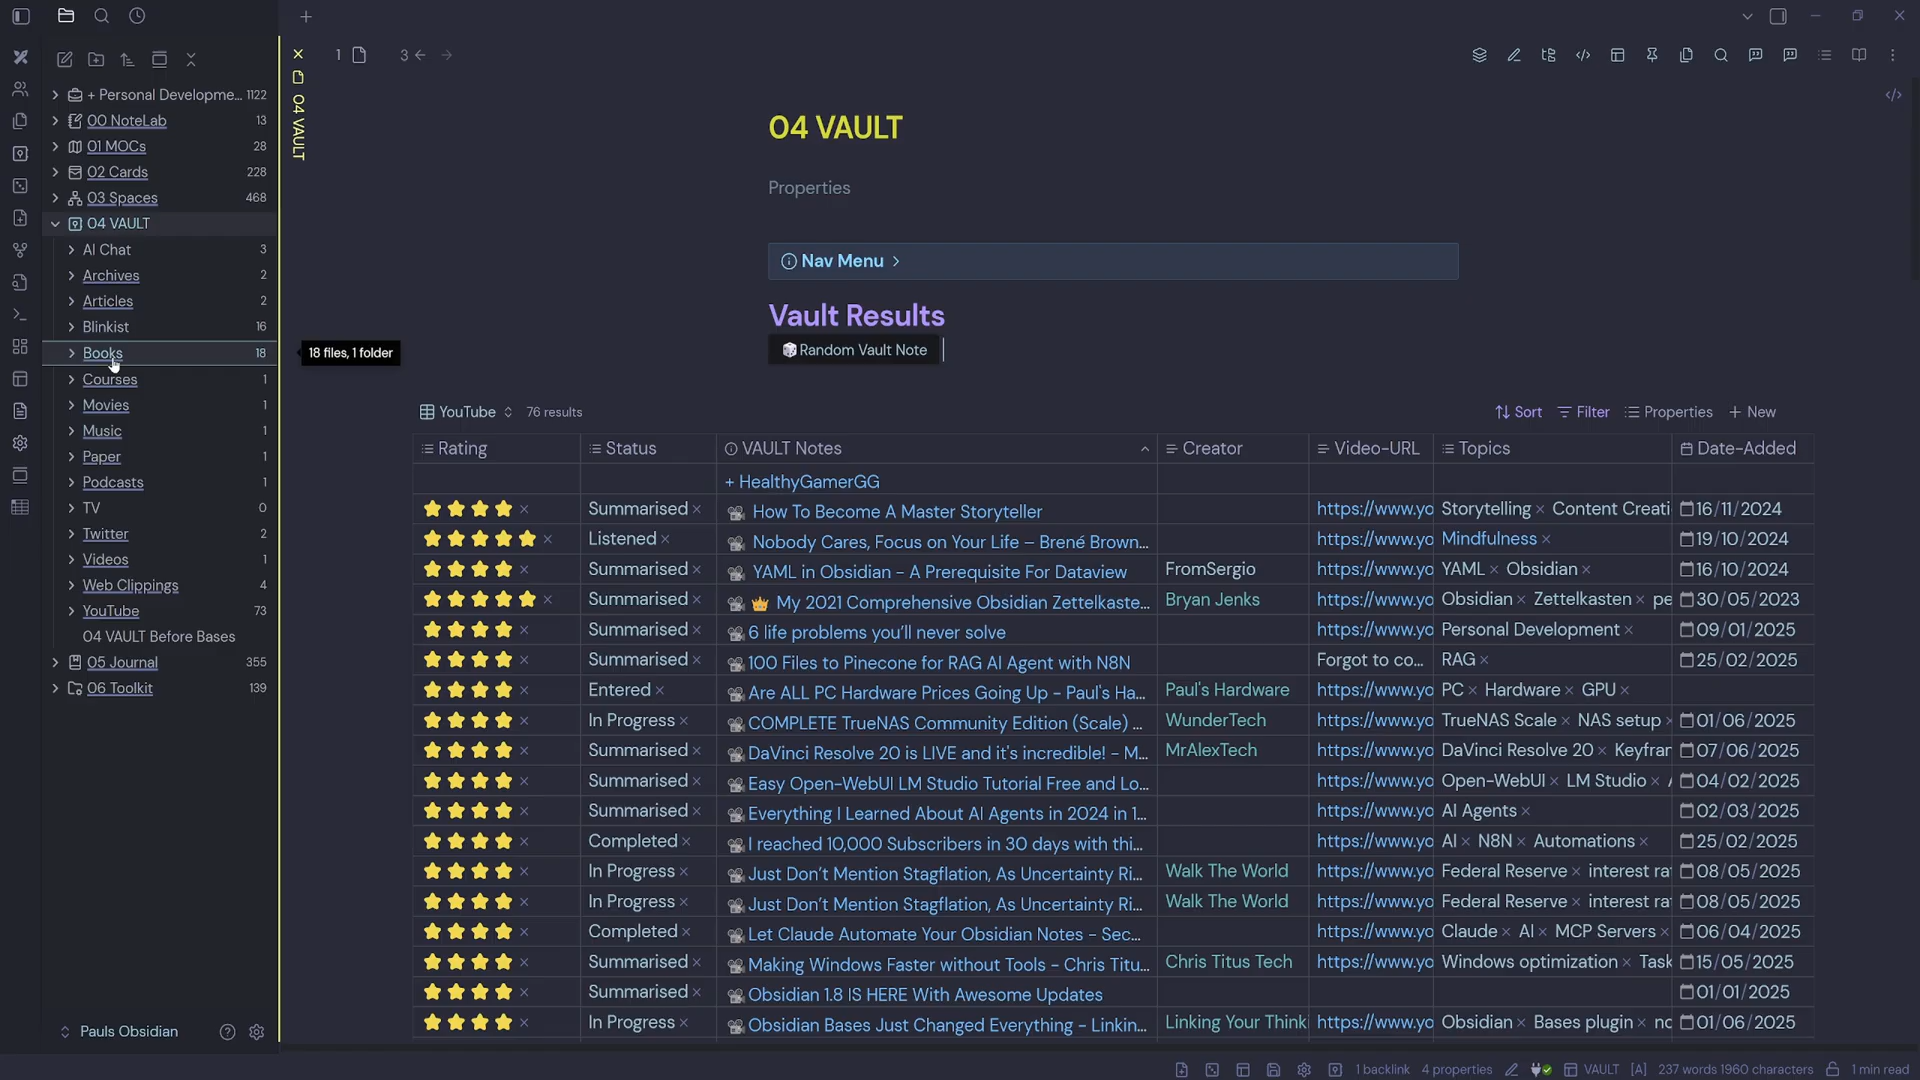 1
3
+ Personal Developme... 1122
00 NoteLab 13
01 MOCs 28
02 Cards 228
03 Spaces 468
04 VAULT
AI Chat 3
Archives 2
Articles 2
Blinkist 16
Books 18
Courses 1
Movies 1
Music 1
Paper 1
Podcasts 1
TV 0
Twitter 2
Videos 1
Web Clippings 4
YouTube 73
04 VAULT Before Bases
05 Journal 355
06 Toolkit 139
Pauls Obsidian
04 VAULT
18 files, 1 folder
04 VAULT
Properties
Nav Menu
Vault Results
Random Vault Note
YouTube 76 results Sort Filter Properties + New
Rating Status VAULT Notes Creator Video-URL Topics Date-Added
+ HealthyGamerGG
Summarised × How To Become A Master Storyteller https://www.yo Storytelling × Content Creati 16/11/2024
Listened × Nobody Cares, Focus on Your Life – Brené Brown... https://www.yo Mindfulness × 19/10/2024
Summarised × YAML in Obsidian - A Prerequisite For Dataview FromSergio https://www.yo YAML × Obsidian × 16/10/2024
Summarised × 👑 My 2021 Comprehensive Obsidian Zettelkaste... Bryan Jenks https://www.yo Obsidian × Zettelkasten × pe 30/05/2023
Summarised × 6 life problems you’ll never solve https://www.yo Personal Development × 09/01/2025
Summarised × 100 Files to Pinecone for RAG AI Agent with N8N Forgot to co... RAG × 25/02/2025
Entered × Are ALL PC Hardware Prices Going Up - Paul's Ha... Paul's Hardware https://www.yo PC × Hardware × GPU ×
In Progress × COMPLETE TrueNAS Community Edition (Scale) ... WunderTech https://www.yo TrueNAS Scale × NAS setup × 01/06/2025
Summarised × DaVinci Resolve 20 is LIVE and it's incredible! - M... MrAlexTech https://www.yo DaVinci Resolve 20 × Keyfran 07/06/2025
Summarised × Easy Open-WebUI LM Studio Tutorial Free and Lo... https://www.yo Open-WebUI × LM Studio × 04/02/2025
Summarised × Everything I Learned About AI Agents in 2024 in 1... https://www.yo AI Agents × 02/03/2025
Completed × I reached 10,000 Subscribers in 30 days with thi... https://www.yo AI × N8N × Automations × 25/02/2025
In Progress × Just Don’t Mention Stagflation, As Uncertainty Ri... Walk The World https://www.yo Federal Reserve × interest ra 08/05/2025
In Progress × Just Don’t Mention Stagflation, As Uncertainty Ri... Walk The World https://www.yo Federal Reserve × interest ra 08/05/2025
Completed × Let Claude Automate Your Obsidian Notes - Sec... https://www.yo Claude × AI × MCP Servers × 06/04/2025
Summarised × Making Windows Faster without Tools - Chris Titu... Chris Titus Tech https://www.yo Windows optimization × Task 15/05/2025
Summarised × Obsidian 1.8 IS HERE With Awesome Updates 01/01/2025
In Progress × Obsidian Bases Just Changed Everything - Linkin... Linking Your Think https://www.yo Obsidian × Bases plugin × no 01/06/2025
1 backlink 4 properties VAULT [A] 237 words 1960 characters 1 min read